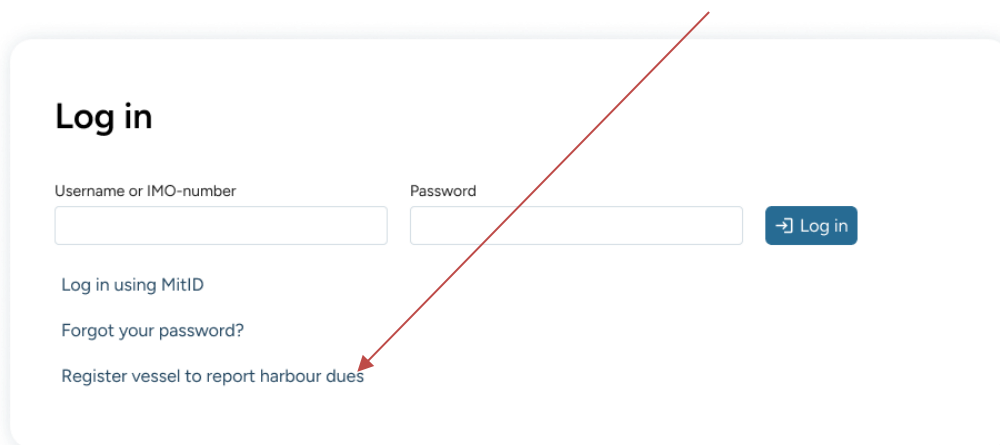 Log in
Username or IMO-number
Password
Log in
Log in using MitID
Forgot your password?
Register vessel to report harbour dues